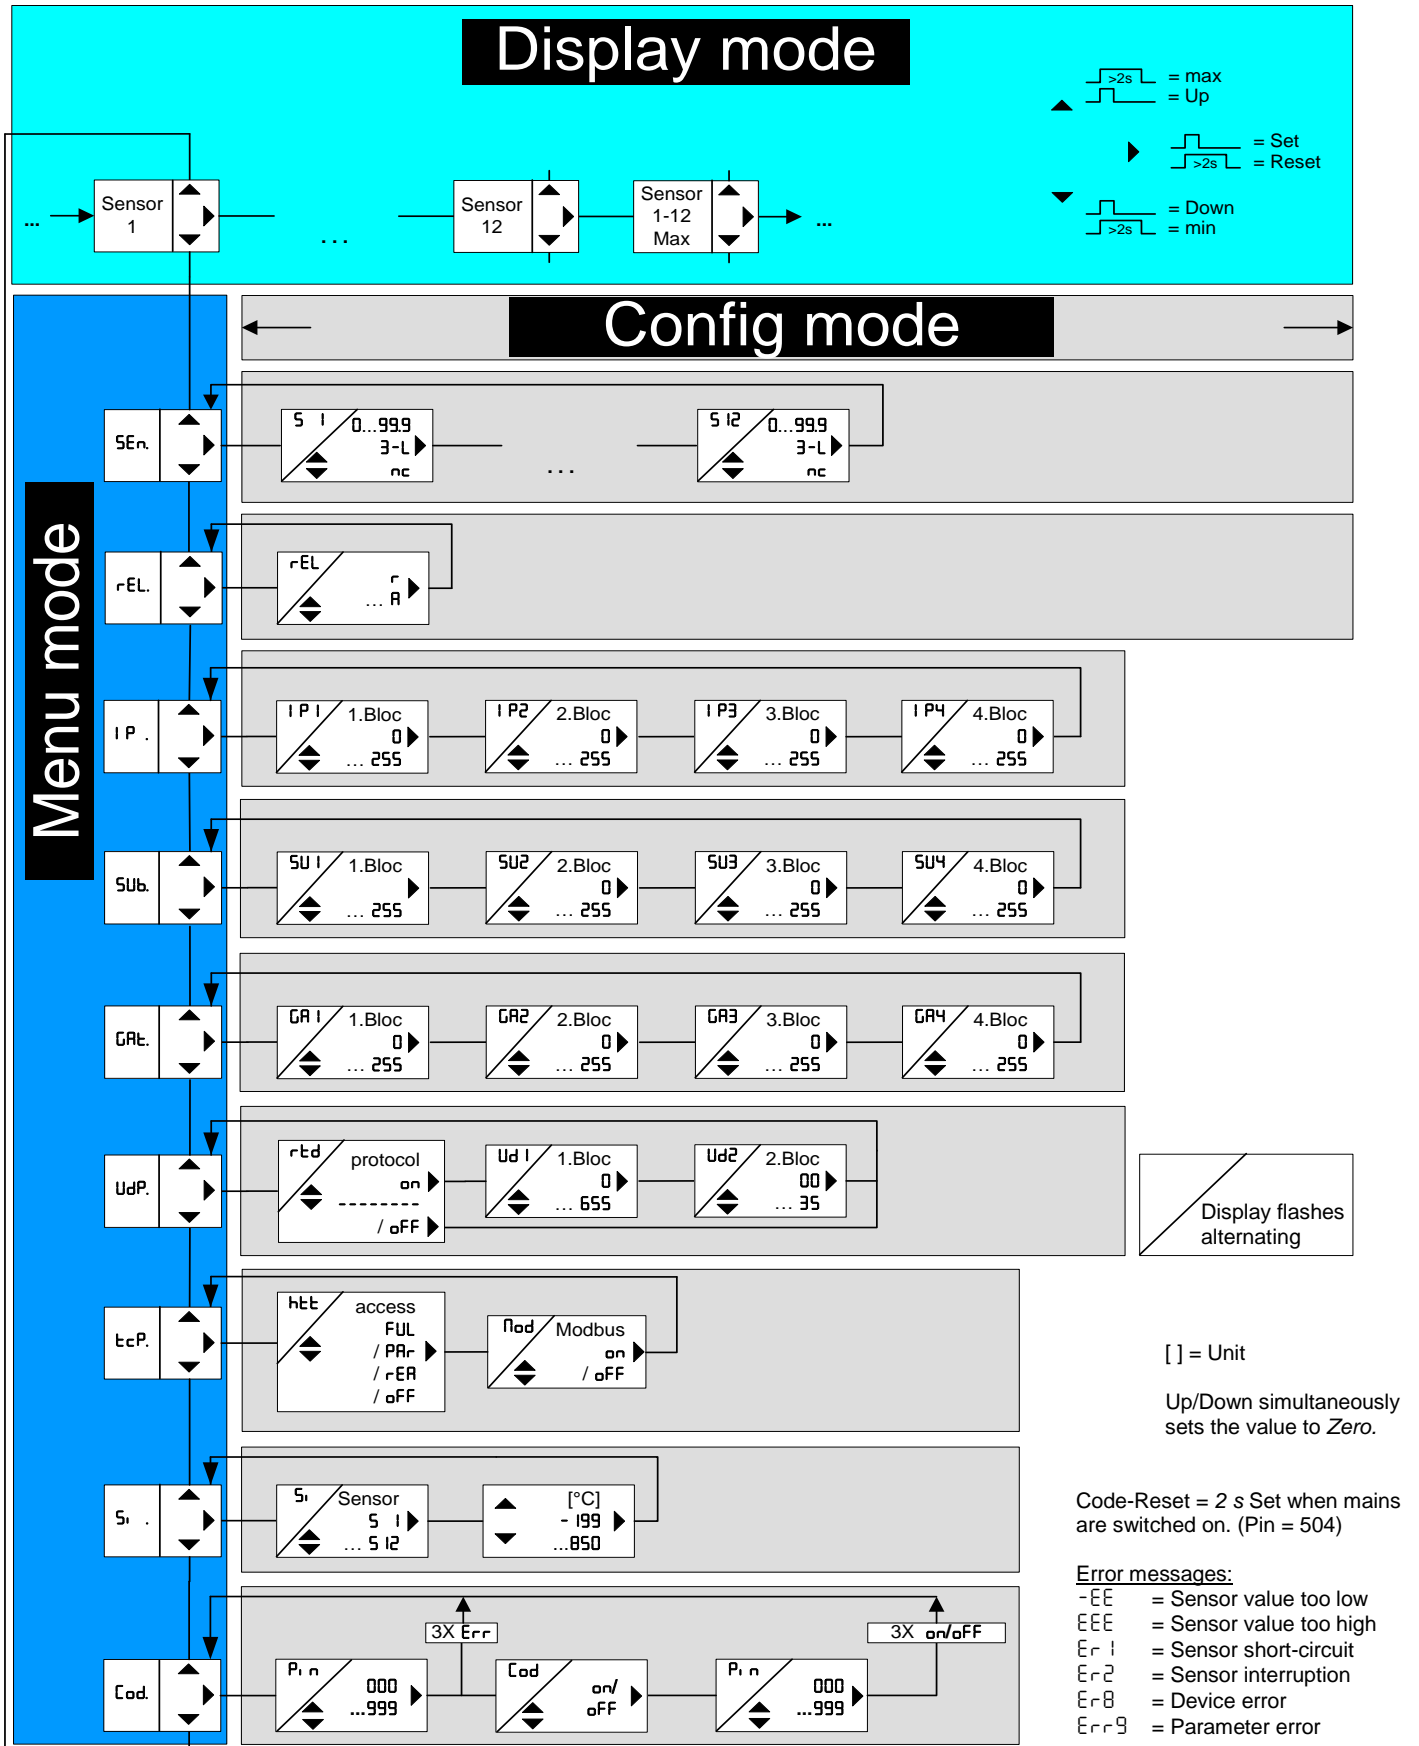 Display mode
>2s = max
= Up
= Set
>2s = Reset
= Down
>2s = min
...
Sensor
1
...
Sensor
12
Sensor
1-12
Max
...
Menu mode
Config mode
SEn.
S 1
0...99.9
3-L
nc
...
S 12
0...99.9
3-L
nc
rEL.
rEL
r
... A
IP .
IP1 1.Bloc
0
... 255
IP2 2.Bloc
0
... 255
IP3 3.Bloc
0
... 255
IP4 4.Bloc
0
... 255
SUb.
SU1 1.Bloc
... 255
SU2 2.Bloc
0
... 255
SU3 3.Bloc
0
... 255
SU4 4.Bloc
0
... 255
GAt.
GA1 1.Bloc
0
... 255
GA2 2.Bloc
0
... 255
GA3 3.Bloc
0
... 255
GA4 4.Bloc
0
... 255
UdP.
rtd protocol
on
--------
/ oFF
Ud1 1.Bloc
0
... 655
Ud2 2.Bloc
00
... 35
Display flashes
alternating
tcP.
htt access
FUL
/ PAr
/ rEA
/ oFF
Mod Modbus
on
/ oFF
[ ] = Unit
Up/Down simultaneously
sets the value to Zero.
Si .
Si Sensor
S 1
... S12
[°C]
-199
...850
Code-Reset = 2 s Set when mains
are switched on. (Pin = 504)
Cod.
Pin
000
...999
3X Err
Cod
on/
oFF
Pin
000
...999
3X on/oFF
Error messages:
-EE = Sensor value too low
EEE = Sensor value too high
Er1 = Sensor short-circuit
Er2 = Sensor interruption
Er8 = Device error
Err9 = Parameter error